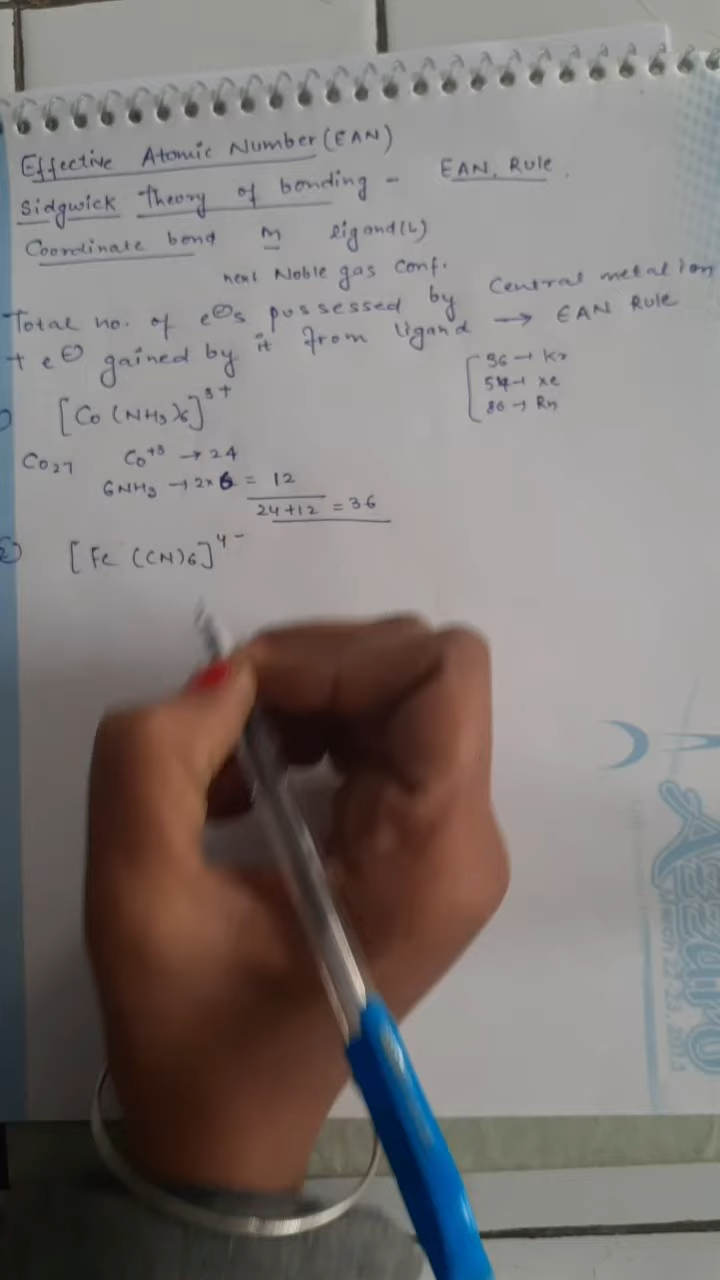 Effective Atomic Number (EAN)
Sidgwick Theory of bonding - EAN. Rule.
Coordinate bond M ligand(L)
next Noble gas conf.
Total no. of e⊖s possessed by Central metal ion
+ e⊖ gained by it from ligand → EAN Rule
36 → Kr
54 → Xe
86 → Rn
[Co (NH3)6]3+
Co27 Co+3 → 24
6NH3 → 2×6 = 12
24+12 = 36
2) [Fe (CN)6]4-